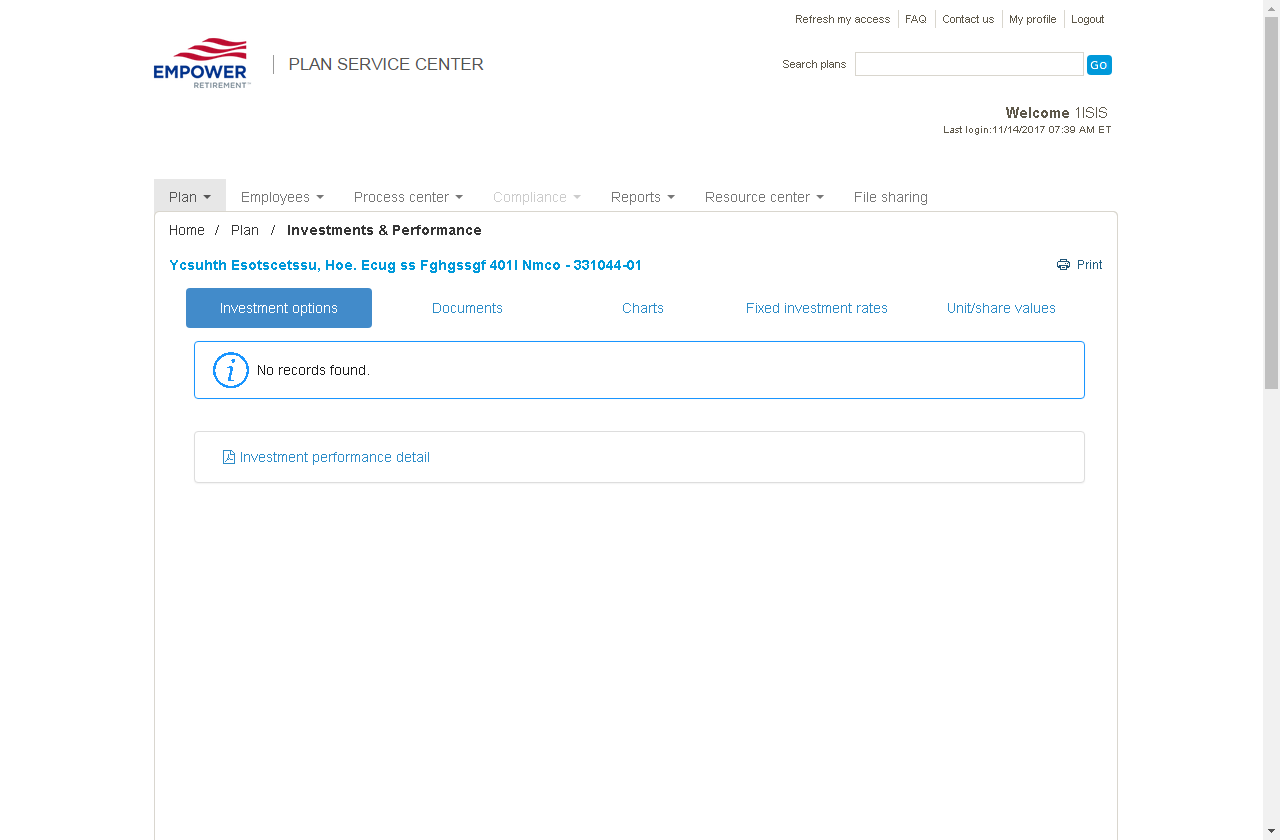 Refresh my access FAQ Contact us My profile Logout
EMPOWER
RETIREMENT
PLAN SERVICE CENTER
Search plans Go
Welcome 1ISIS
Last login:11/14/2017 07:39 AM ET
Plan Employees Process center Compliance Reports Resource center File sharing
Home / Plan / Investments & Performance
Ycsuhth Esotscetssu, Hoe. Ecug ss Fghgssgf 401l Nmco - 331044-01
Print
Investment options Documents Charts Fixed investment rates Unit/share values
No records found.
Investment performance detail